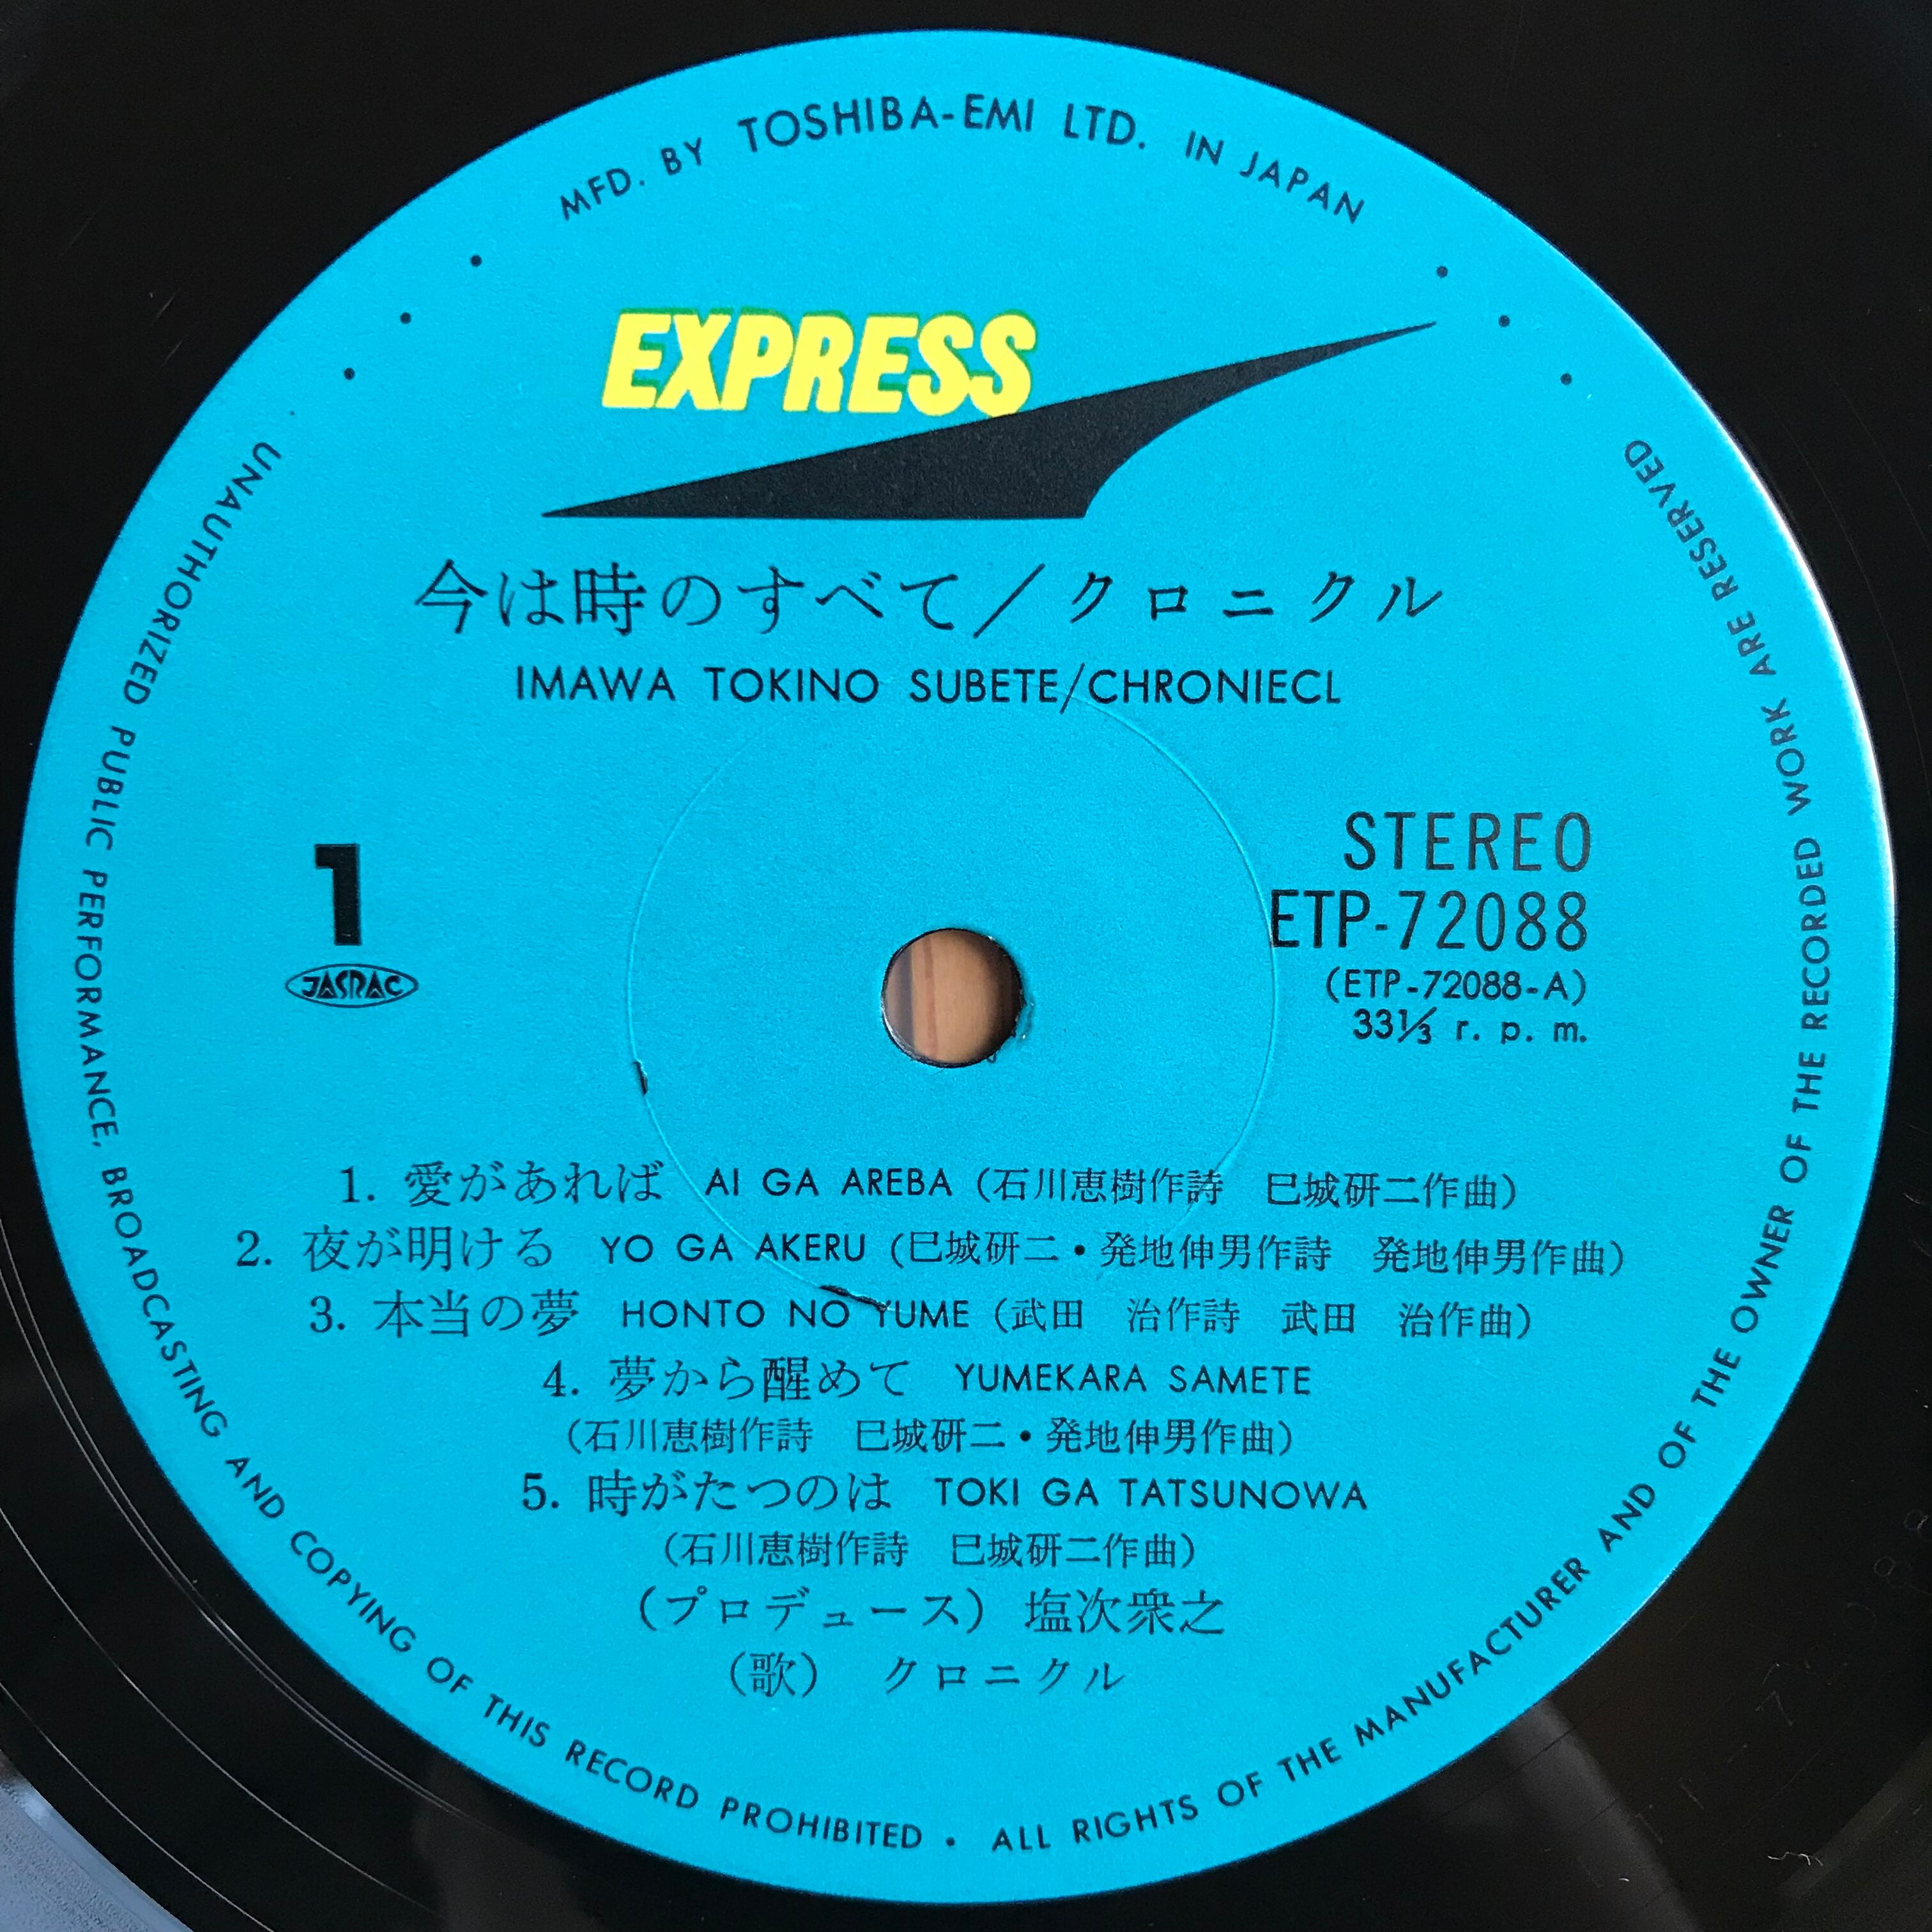 MFD. BY TOSHIBA-EMI LTD. IN JAPAN
EXPRESS
今は時のすべて/クロニクル
IMAWA TOKINO SUBETE/CHRONIECL
1
JASRAC
STEREO
ETP-72088
(ETP-72088-A)
33⅓ r. p. m.
1. 愛があれば AI GA AREBA (石川恵樹作詩 巳城研二作曲)
2. 夜が明ける YO GA AKERU (巳城研二・発地伸男作詩 発地伸男作曲)
3. 本当の夢 HONTO NO YUME (武田 治作詩 武田 治作曲)
4. 夢から醒めて YUMEKARA SAMETE
(石川恵樹作詩 巳城研二・発地伸男作曲)
5. 時がたつのは TOKI GA TATSUNOWA
(石川恵樹作詩 巳城研二作曲)
(プロデュース) 塩次衆之
(歌) クロニクル
UNAUTHORIZED PUBLIC PERFORMANCE, BROADCASTING AND COPYING OF THIS RECORD PROHIBITED • ALL RIGHTS OF THE MANUFACTURER AND OF THE OWNER OF THE RECORDED WORK ARE RESERVED